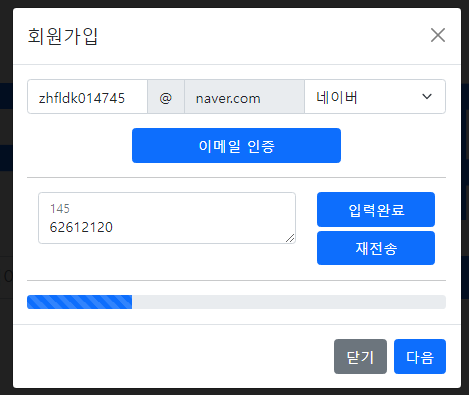 회원가입
zhfldk014745 @ naver.com 네이버
이메일 인증
145
62612120
입력완료
재전송
닫기 다음